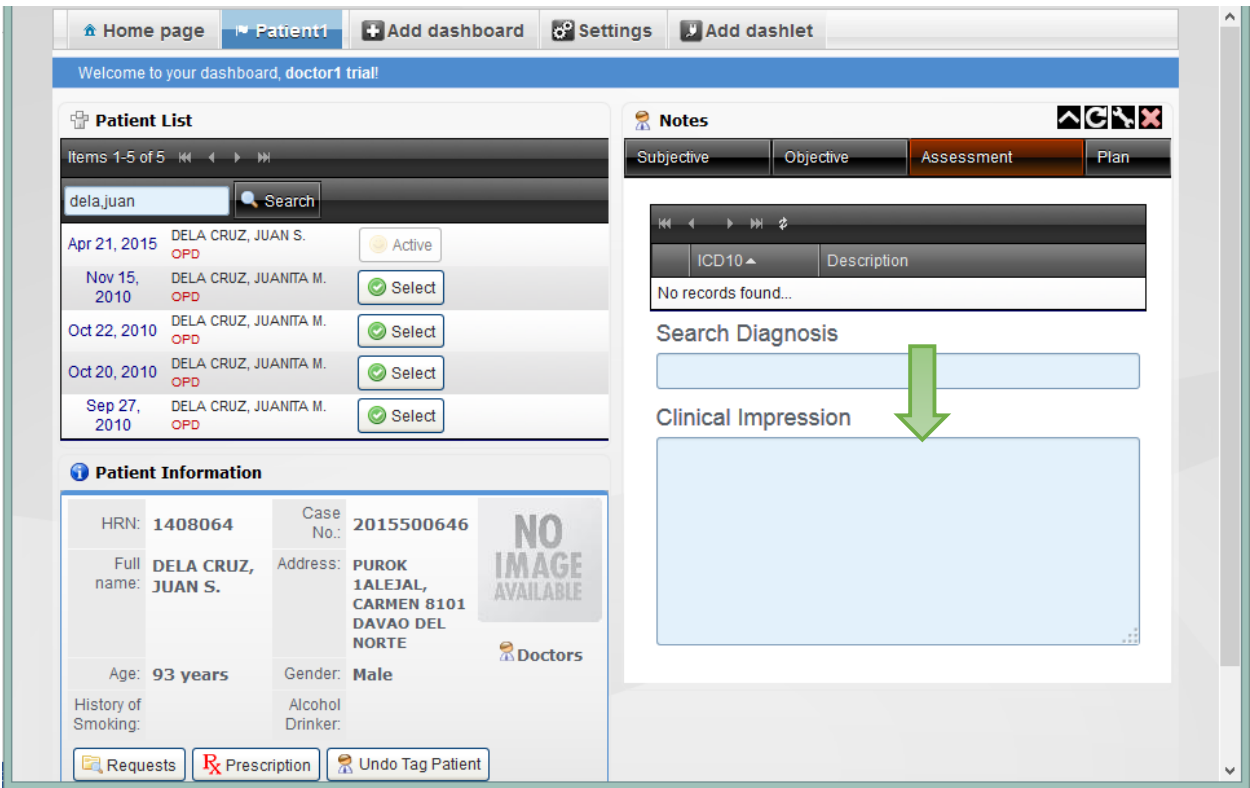 Home page Patient1 Add dashboard Settings Add dashlet
Welcome to your dashboard, doctor1 trial!
Patient List
Items 1-5 of 5
dela,juan Search
Apr 21, 2015 DELA CRUZ, JUAN S. OPD Active
Nov 15, 2010 DELA CRUZ, JUANITA M. OPD Select
Oct 22, 2010 DELA CRUZ, JUANITA M. OPD Select
Oct 20, 2010 DELA CRUZ, JUANITA M. OPD Select
Sep 27, 2010 DELA CRUZ, JUANITA M. OPD Select
Patient Information
HRN: 1408064 Case No.: 2015500646
Full name: DELA CRUZ, JUAN S. Address: PUROK 1ALEJAL, CARMEN 8101 DAVAO DEL NORTE
NO IMAGE AVAILABLE
Doctors
Age: 93 years Gender: Male
History of Smoking: Alcohol Drinker:
Requests Rx Prescription Undo Tag Patient
Notes
Subjective Objective Assessment Plan
ICD10 Description
No records found...
Search Diagnosis
Clinical Impression